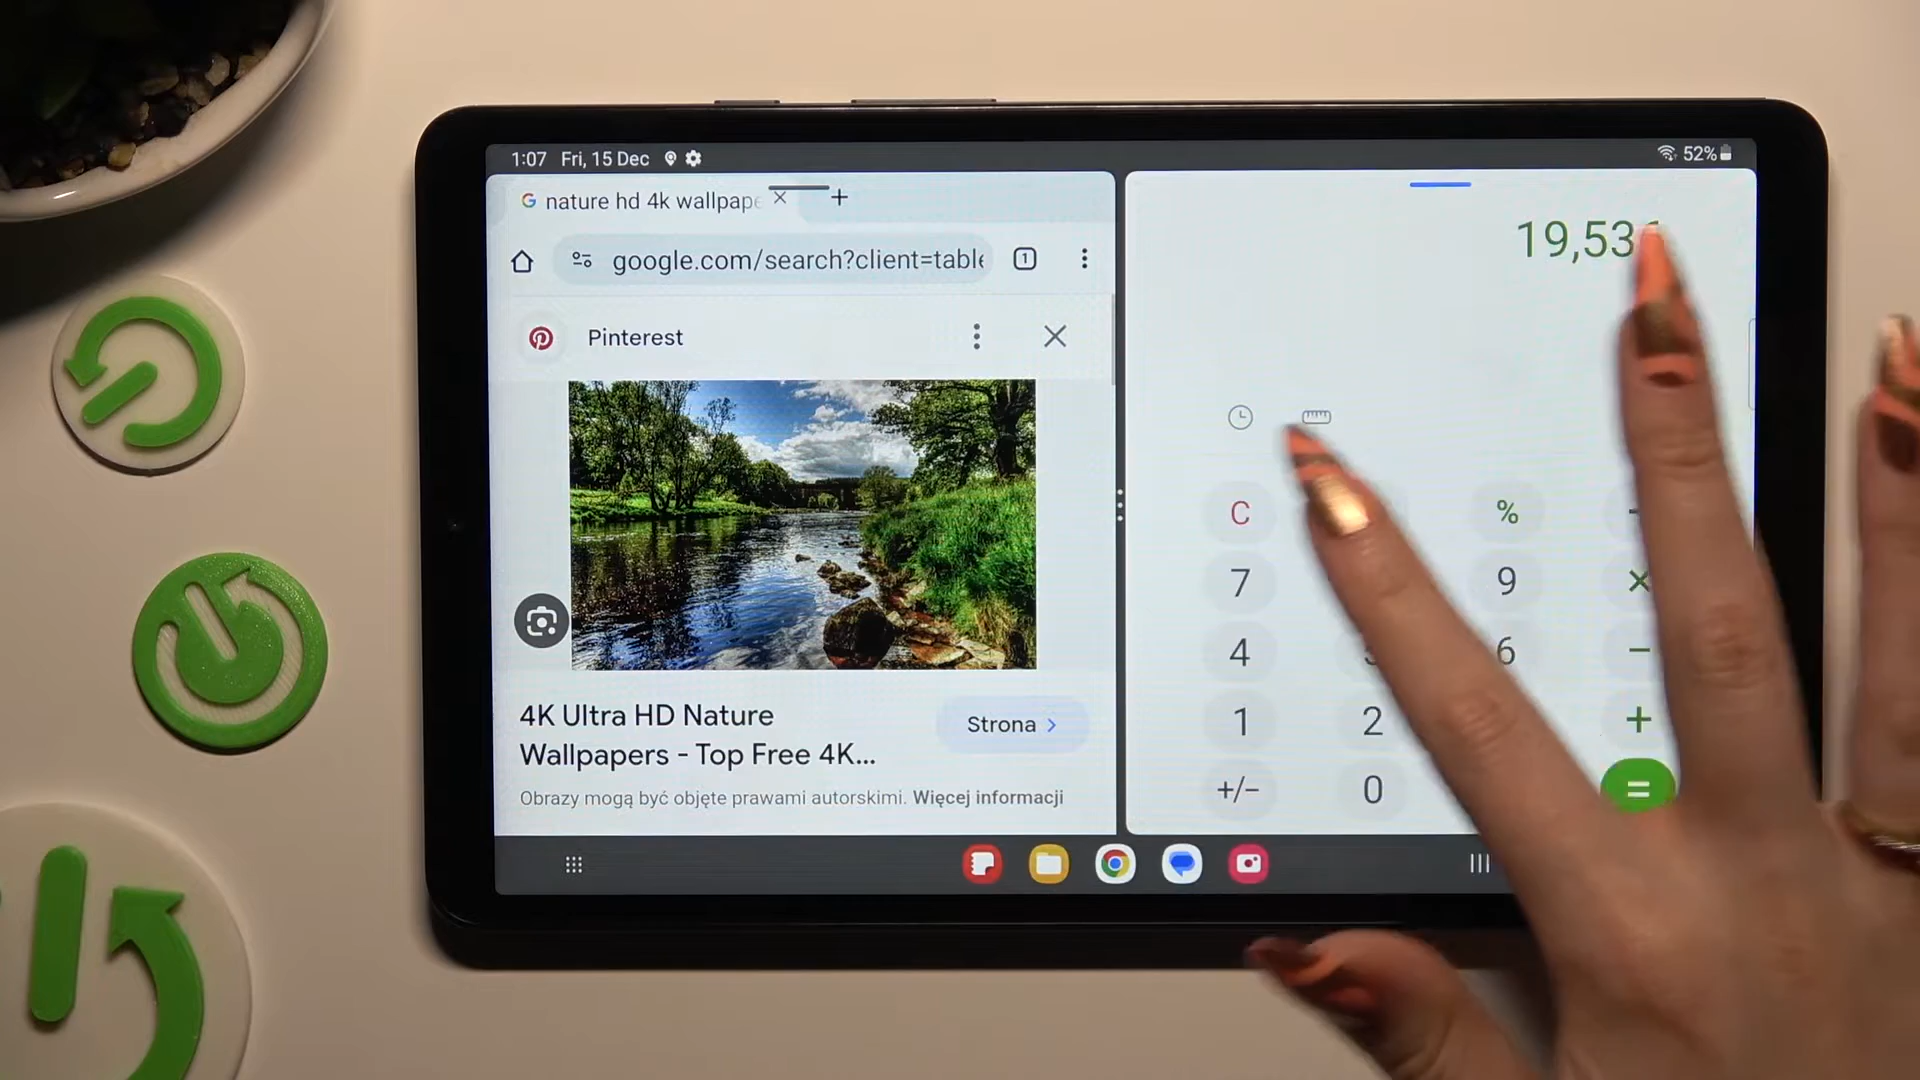 1:07 Fri, 15 Dec
52%
nature hd 4k wallpape
google.com/search?client=table
1
Pinterest
4K Ultra HD Nature
Wallpapers - Top Free 4K...
Strona >
Obrazy mogą być objęte prawami autorskimi. Więcej informacji
19,53
C %
7 9 ×
4 6 −
1 2 +
+/− 0 =